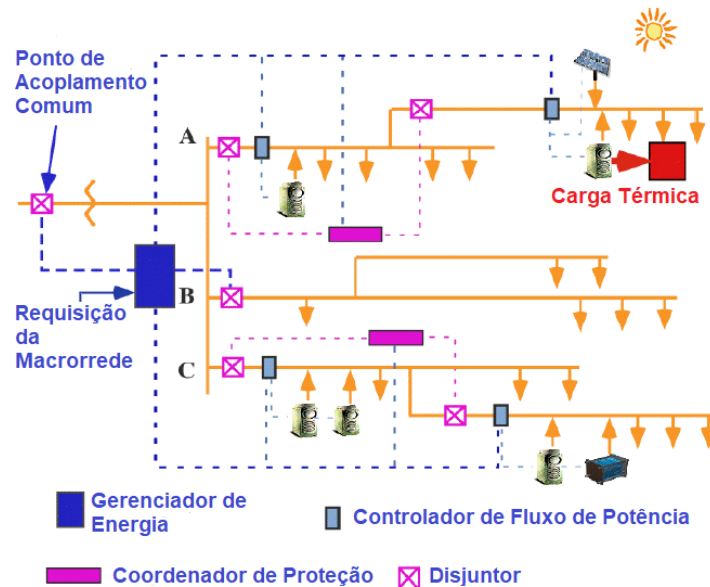 Ponto de
Acoplamento
Comum
A
Carga Térmica
B
Requisição
da
Macrorrede
C
Gerenciador de
Energia
Controlador de Fluxo de Potência
Coordenador de Proteção
Disjuntor